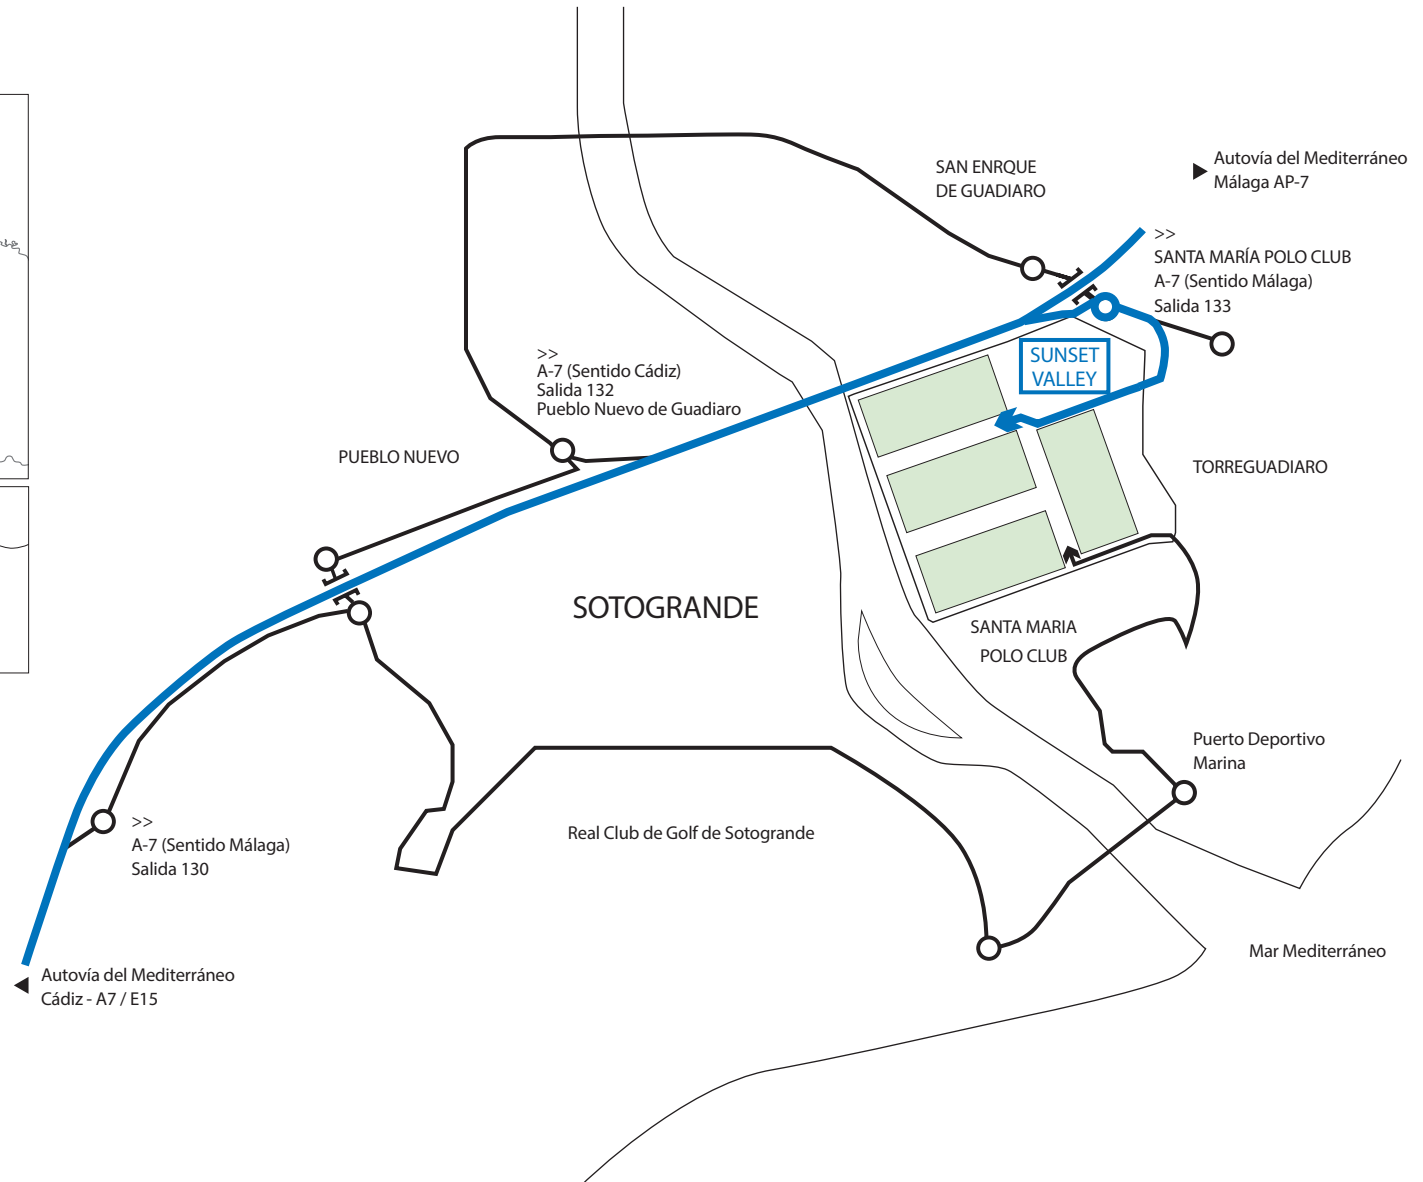 SAN ENRQUE
DE GUADIARO
Autovía del Mediterráneo
Málaga AP-7
>>
SANTA MARÍA POLO CLUB
A-7 (Sentido Málaga)
Salida 133
SUNSET
VALLEY
>>
A-7 (Sentido Cádiz)
Salida 132
Pueblo Nuevo de Guadiaro
PUEBLO NUEVO
TORREGUADIARO
SOTOGRANDE
SANTA MARIA
POLO CLUB
Puerto Deportivo
Marina
>>
A-7 (Sentido Málaga)
Salida 130
Real Club de Golf de Sotogrande
Mar Mediterráneo
Autovía del Mediterráneo
Cádiz - A7 / E15